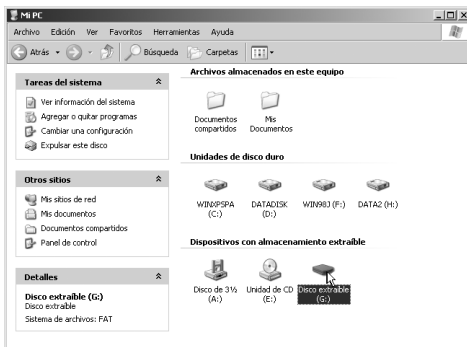 Mi PC
Archivo Edición Ver Favoritos Herramientas Ayuda
Atrás Búsqueda Carpetas
Tareas del sistema
Ver información del sistema
Agregar o quitar programas
Cambiar una configuración
Expulsar este disco
Otros sitios
Mis sitios de red
Mis documentos
Documentos compartidos
Panel de control
Detalles
Disco extraíble (G:)
Disco extraíble
Sistema de archivos: FAT
Archivos almacenados en este equipo
Documentos compartidos
Mis Documentos
Unidades de disco duro
WINXPSPA (C:)
DATADISK (D:)
WIN98J (F:)
DATA2 (H:)
Dispositivos con almacenamiento extraíble
Disco de 3½ (A:)
Unidad de CD (E:)
Disco extraíble (G:)